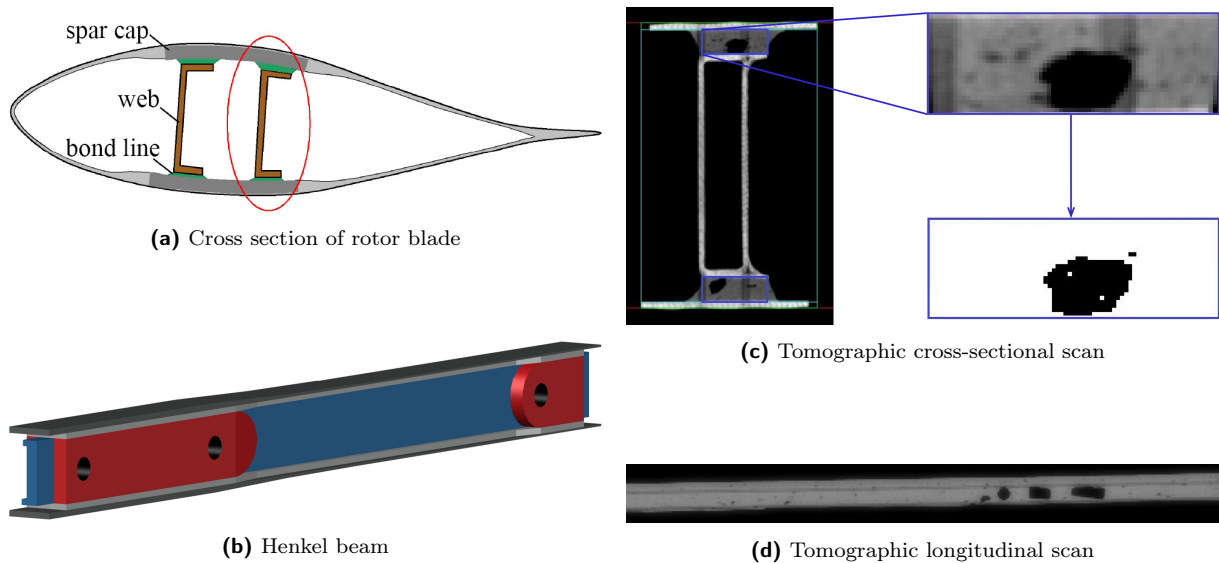 spar cap
web
bond line
(a) Cross section of rotor blade
(b) Henkel beam
(c) Tomographic cross-sectional scan
(d) Tomographic longitudinal scan